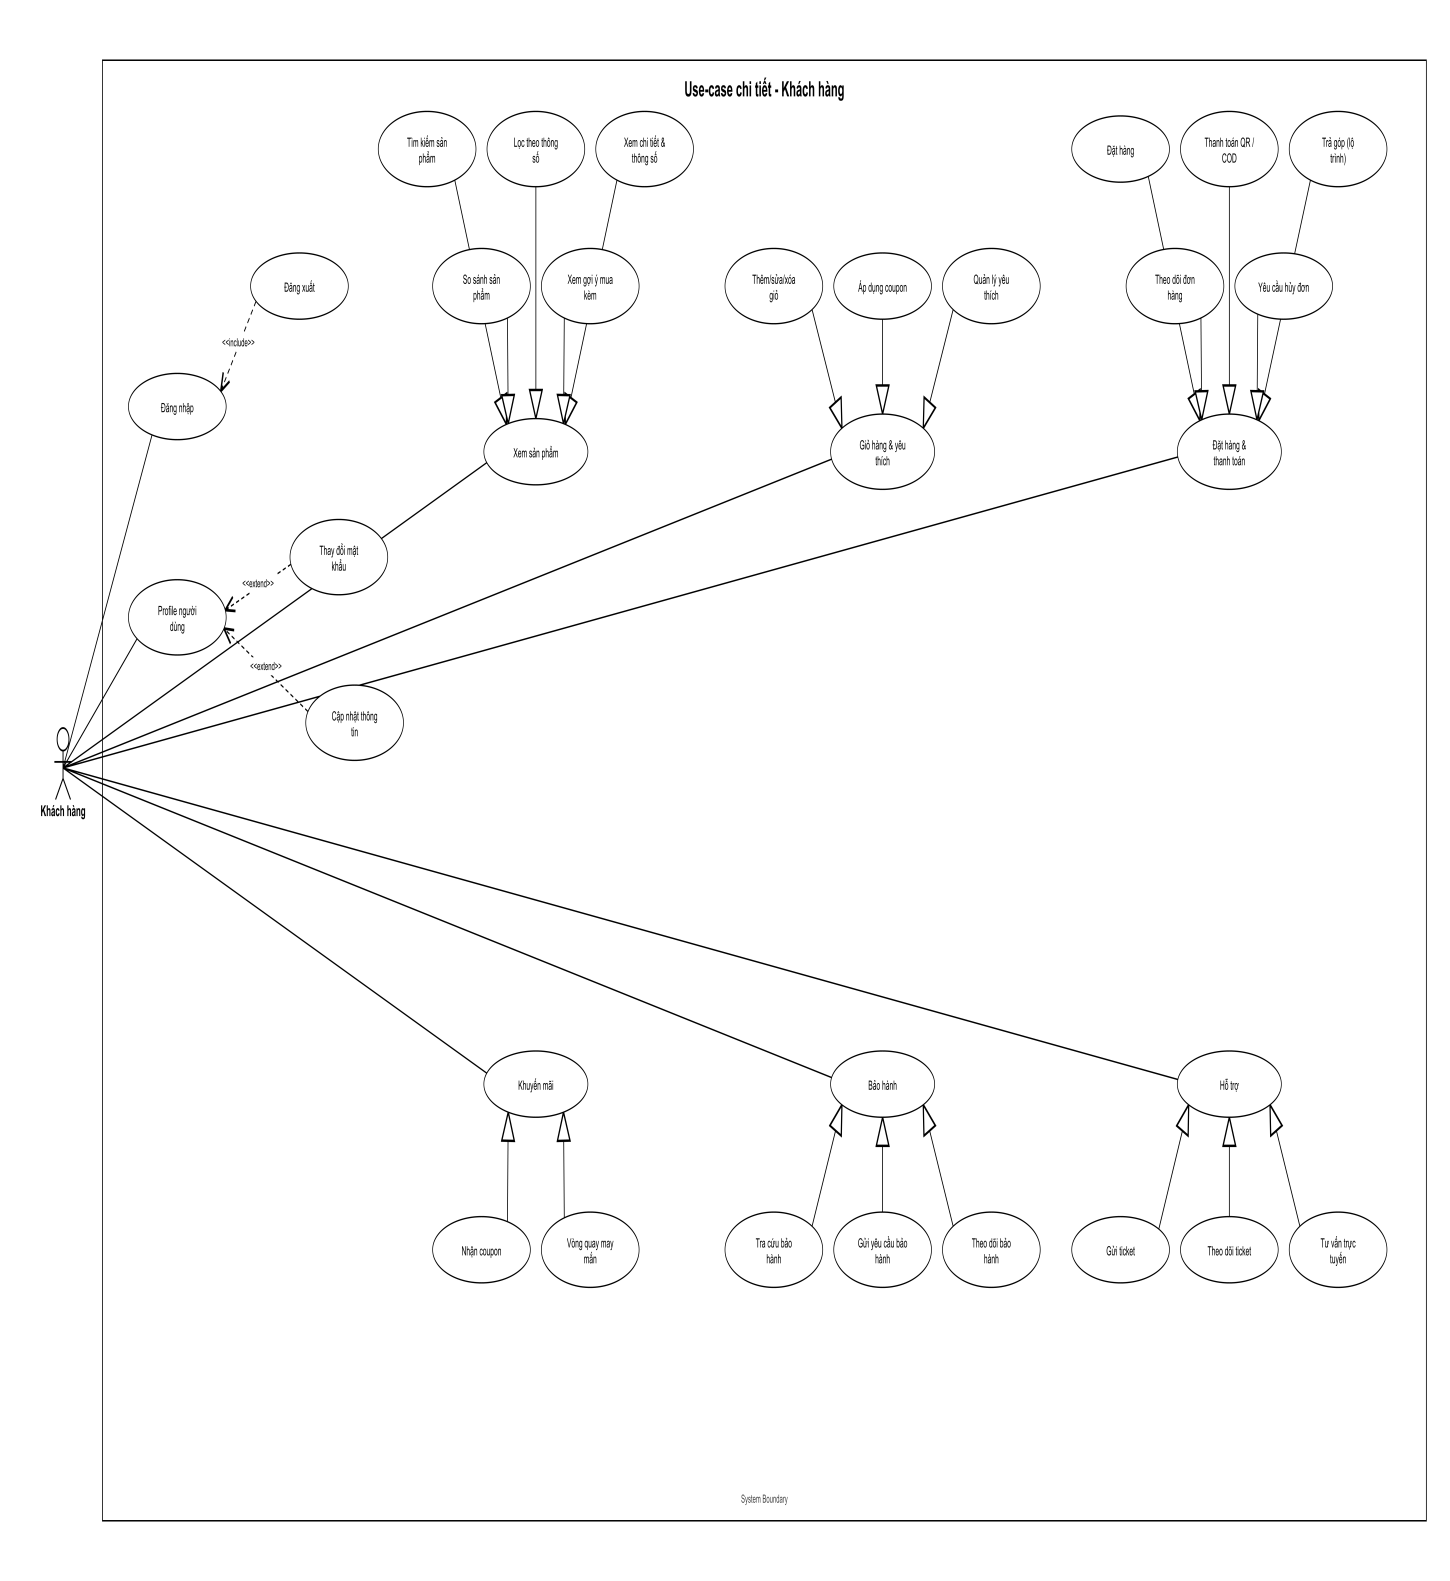 Use-case chi tiết - Khách hàng
Tìm kiếm sản
phẩm
Lọc theo thông
số
Xem chi tiết &
thông số
Đặt hàng
Thanh toán QR /
COD
Trả góp (lộ
trình)
Đăng xuất
So sánh sản
phẩm
Xem gợi ý mua
kèm
Thêm/sửa/xóa
giỏ
Áp dụng coupon
Quản lý yêu
thích
Theo dõi đơn
hàng
Yêu cầu hủy đơn
<<include>>
Đăng nhập
Xem sản phẩm
Giỏ hàng & yêu
thích
Đặt hàng &
thanh toán
Thay đổi mật
khẩu
<<extend>>
Profile người
dùng
<<extend>>
Cập nhật thông
tin
Khách hàng
Khuyến mãi
Bảo hành
Hỗ trợ
Nhận coupon
Vòng quay may
mắn
Tra cứu bảo
hành
Gửi yêu cầu bảo
hành
Theo dõi bảo
hành
Gửi ticket
Theo dõi ticket
Tư vấn trực
tuyến
System Boundary